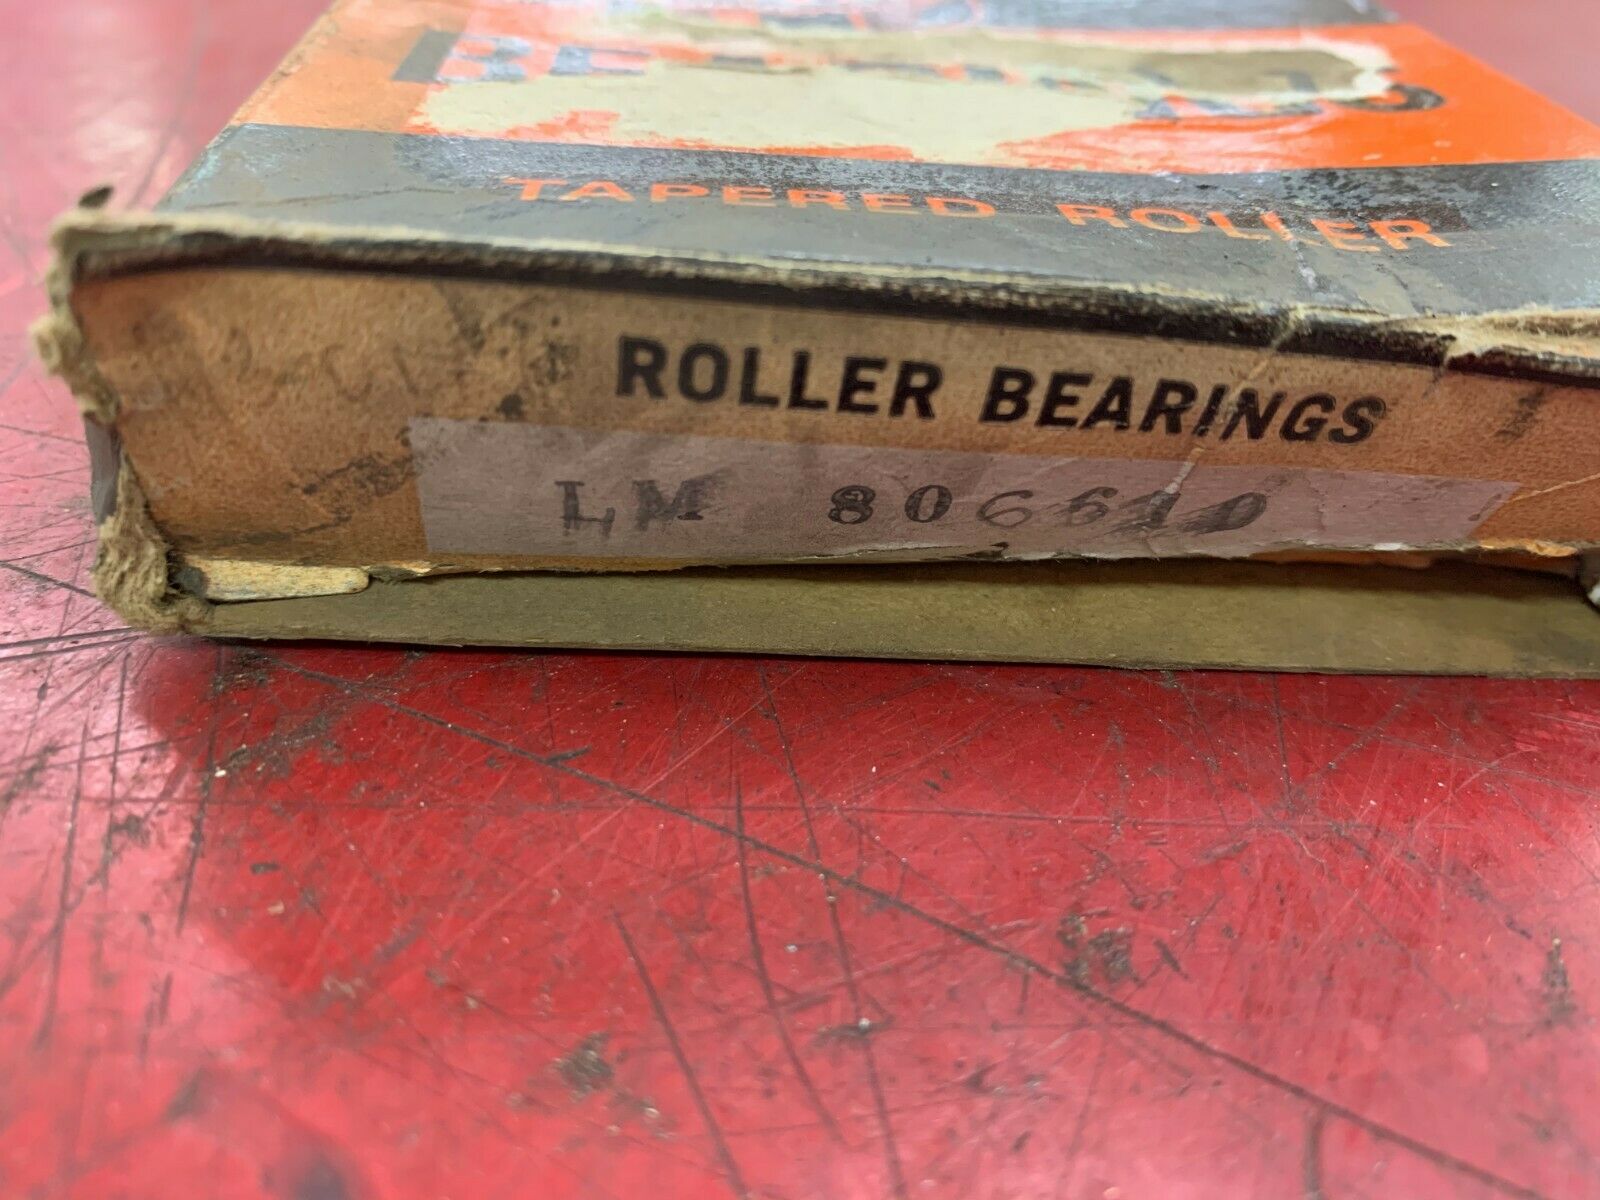 TAPERED ROLLER
ROLLER BEARINGS
LM 806610